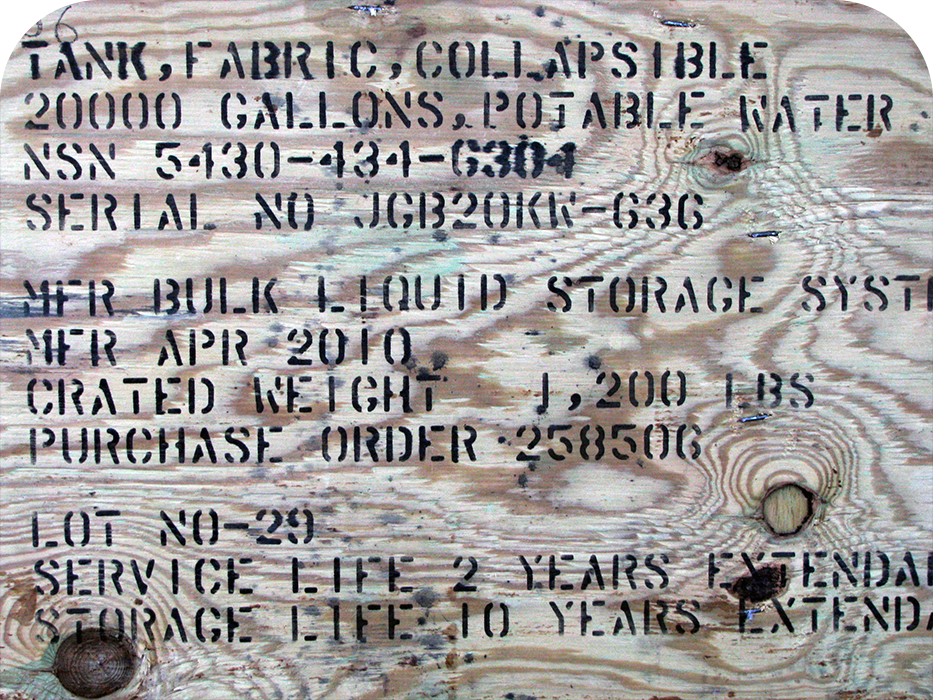 TANK, FABRIC, COLLAPSIBLE
20000 GALLONS, POTABLE WATER
NSN 5430-434-6304
SERIAL NO JGB20KW-636
MFR BULK LIQUID STORAGE SYST
MFR APR 2010
CRATED WEIGHT 1,200 LBS
PURCHASE ORDER 258506
LOT NO-29
SERVICE LIFE 2 YEARS EXTENDA
STORAGE LIFE 10 YEARS EXTENDA